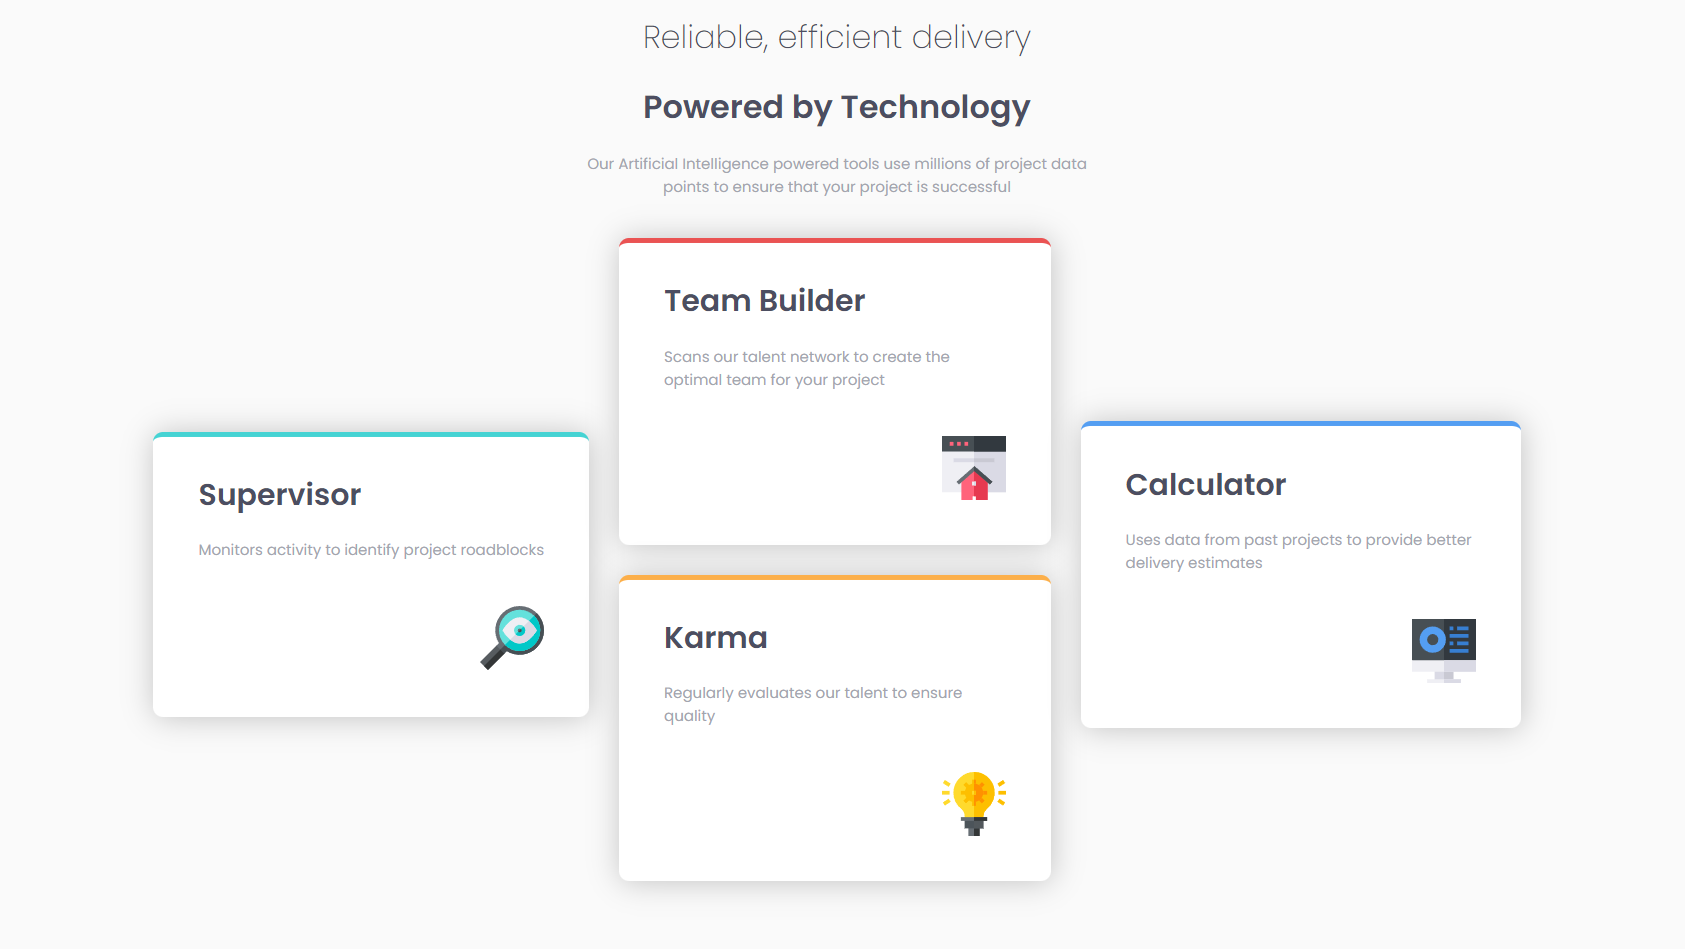 Reliable, efficient delivery
Powered by Technology
Our Artificial Intelligence powered tools use millions of project data
points to ensure that your project is successful
Supervisor
Monitors activity to identify project roadblocks
Team Builder
Scans our talent network to create the
optimal team for your project
Karma
Regularly evaluates our talent to ensure
quality
Calculator
Uses data from past projects to provide better
delivery estimates